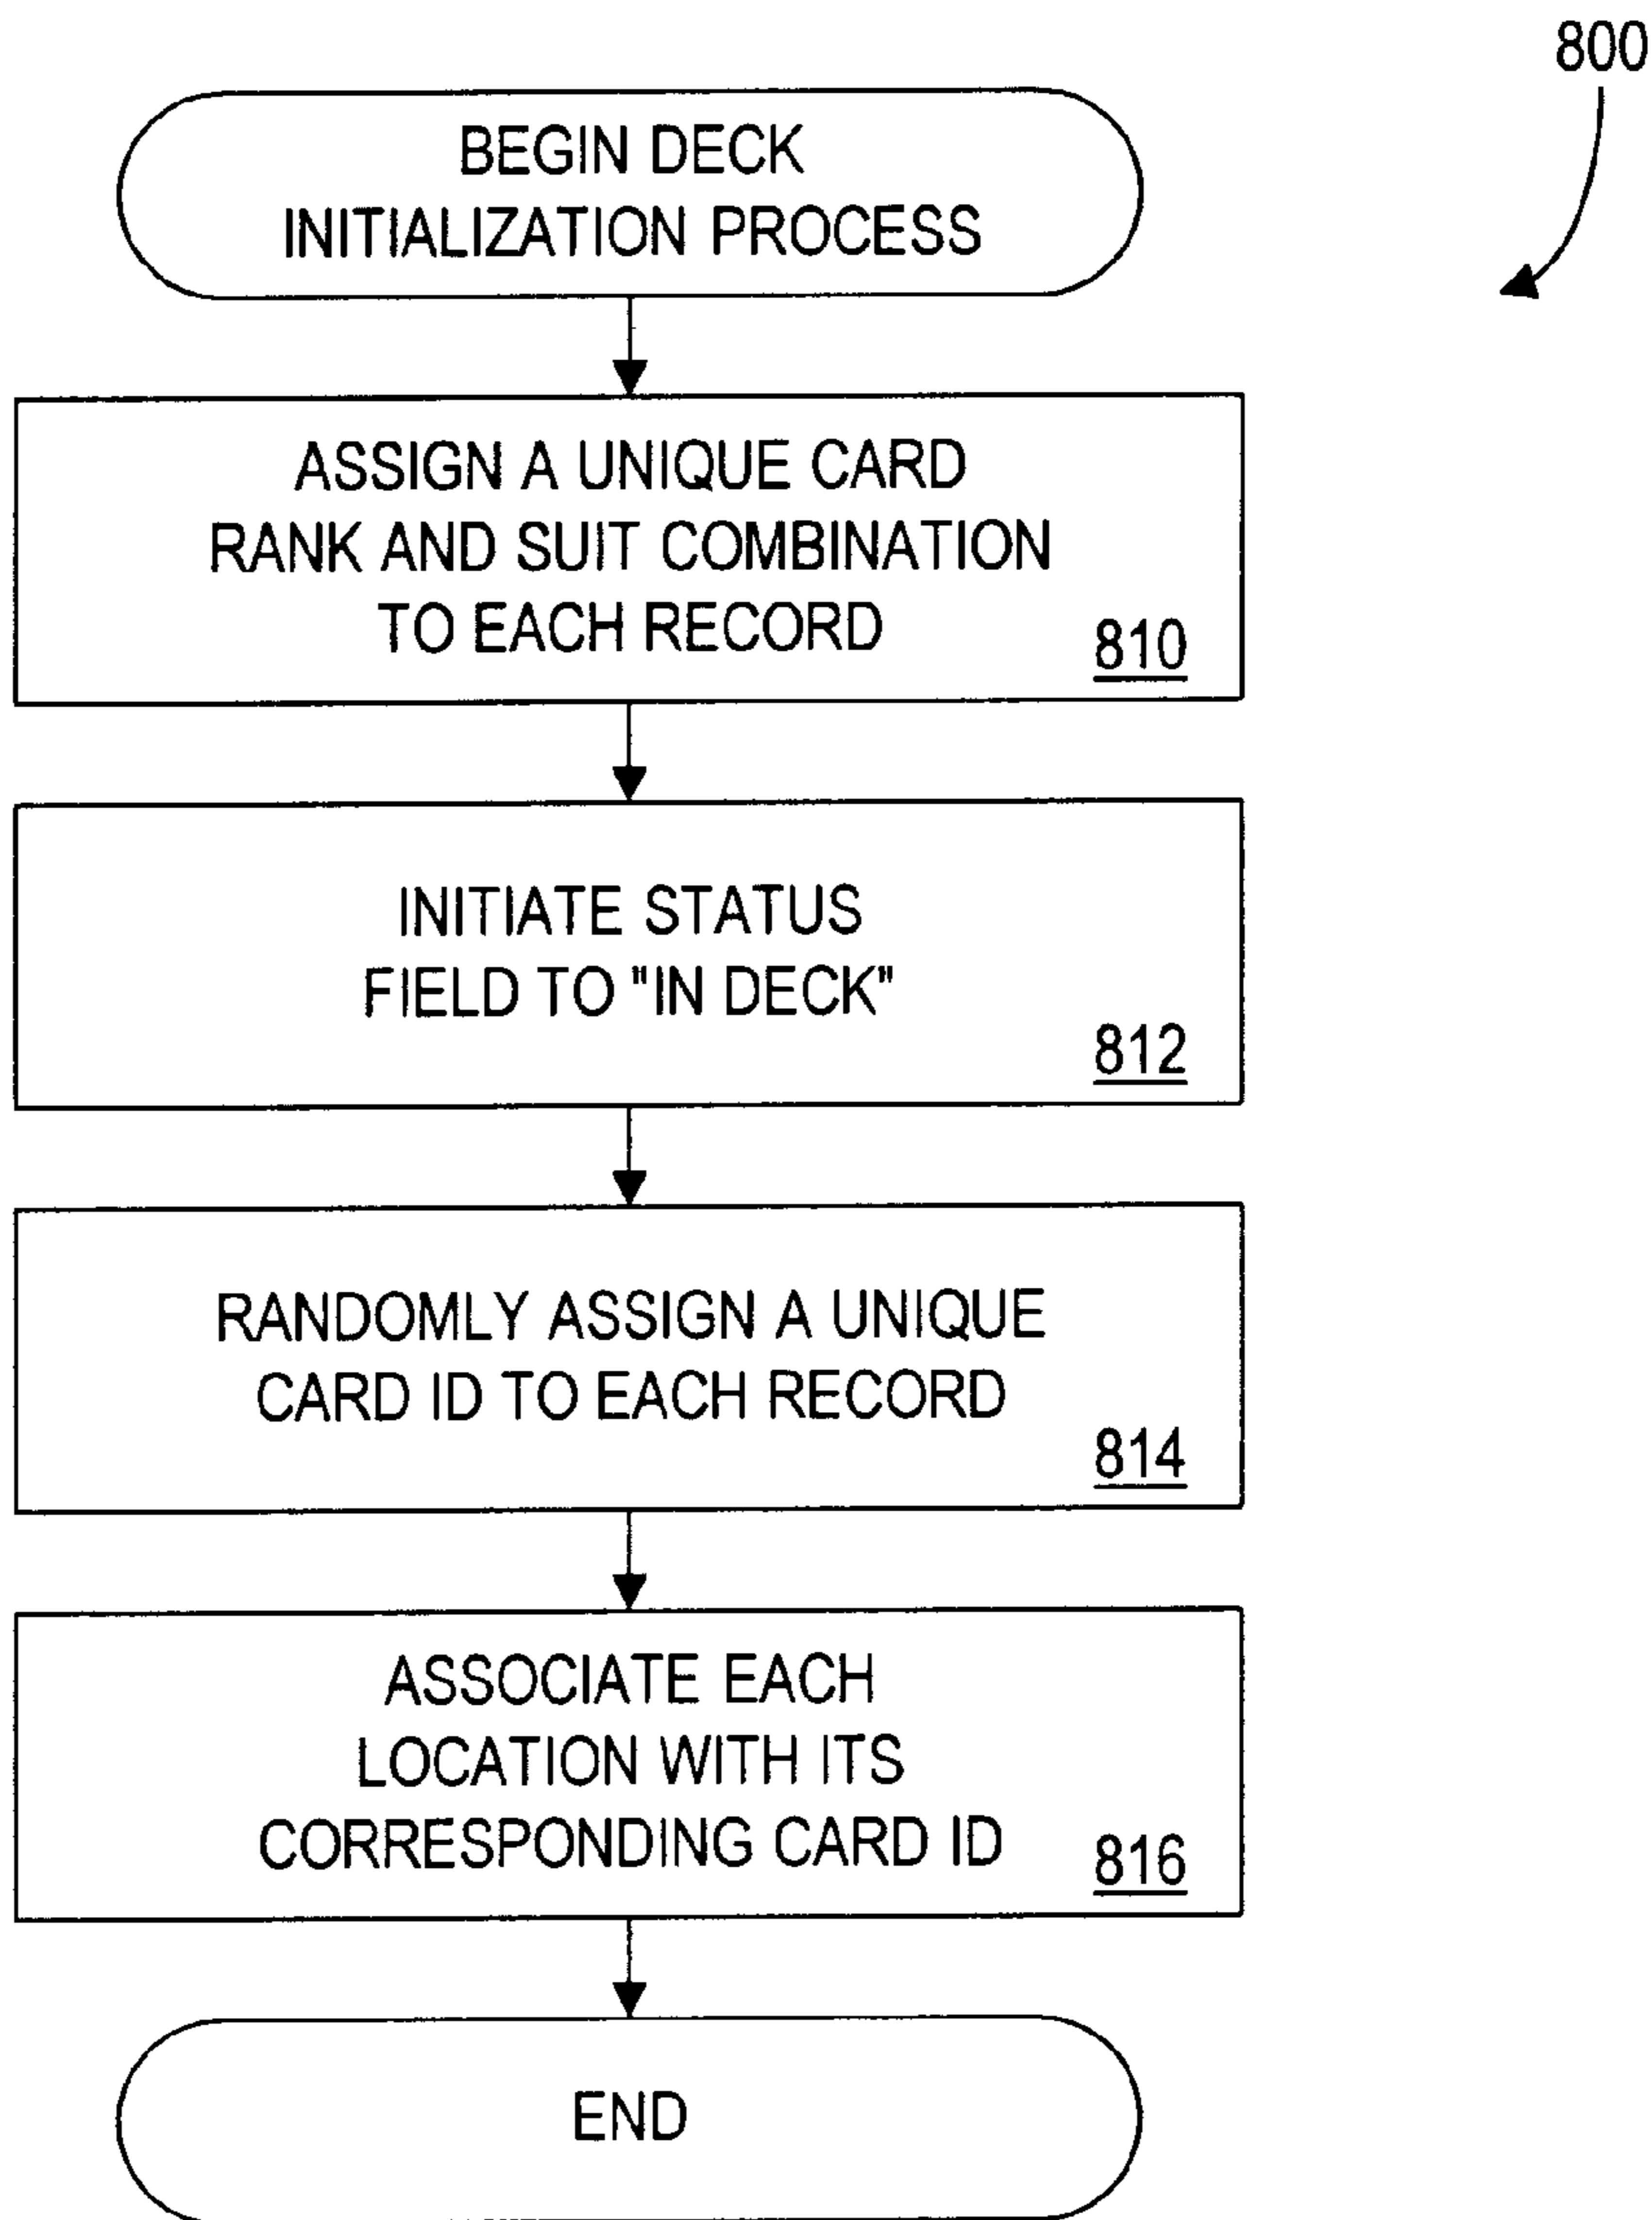 800
BEGIN DECK
INITIALIZATION PROCESS
ASSIGN A UNIQUE CARD
RANK AND SUIT COMBINATION
TO EACH RECORD
810
INITIATE STATUS
FIELD TO "IN DECK"
812
RANDOMLY ASSIGN A UNIQUE
CARD ID TO EACH RECORD
814
ASSOCIATE EACH
LOCATION WITH ITS
CORRESPONDING CARD ID
816
END